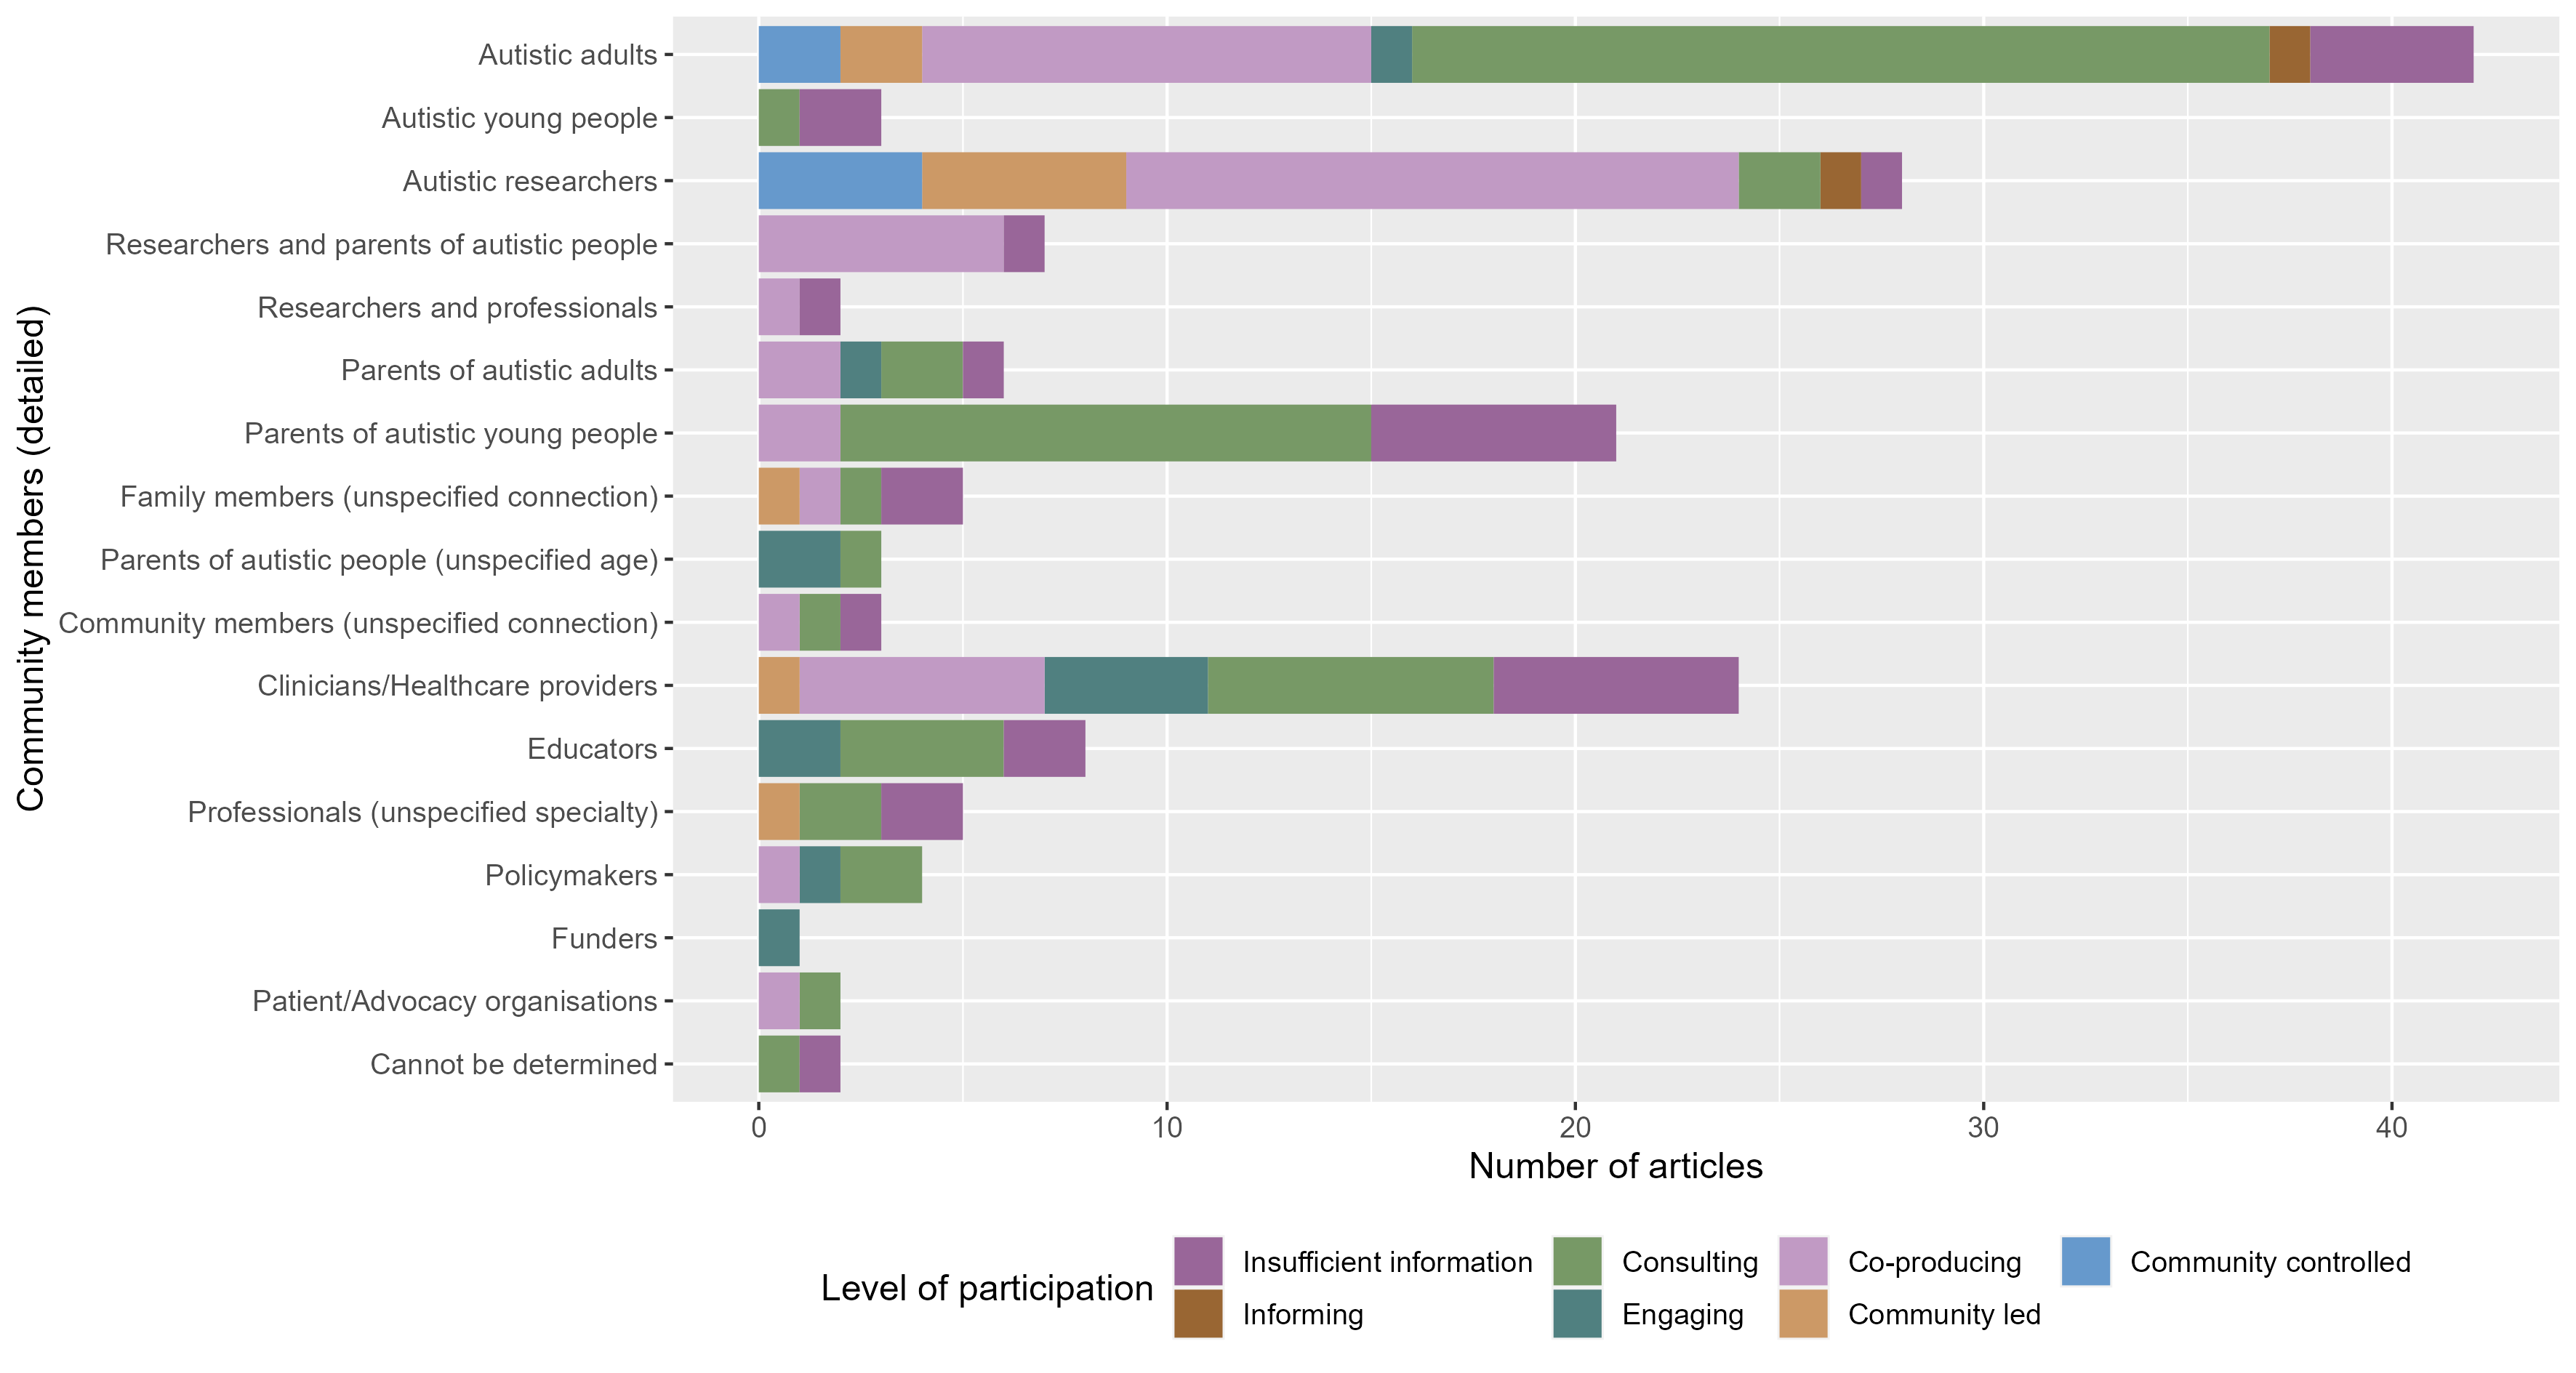 Community members (detailed)
Autistic adults
Autistic young people
Autistic researchers
Researchers and parents of autistic people
Researchers and professionals
Parents of autistic adults
Parents of autistic young people
Family members (unspecified connection)
Parents of autistic people (unspecified age)
Community members (unspecified connection)
Clinicians/Healthcare providers
Educators
Professionals (unspecified specialty)
Policymakers
Funders
Patient/Advocacy organisations
Cannot be determined
0 10 20 30 40
Number of articles
Level of participation
Insufficient information Consulting Co-producing Community controlled
Informing Engaging Community led